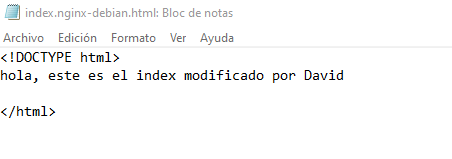 index.nginx-debian.html: Bloc de notas
Archivo Edición Formato Ver Ayuda
<!DOCTYPE html>
hola, este es el index modificado por David
</html>